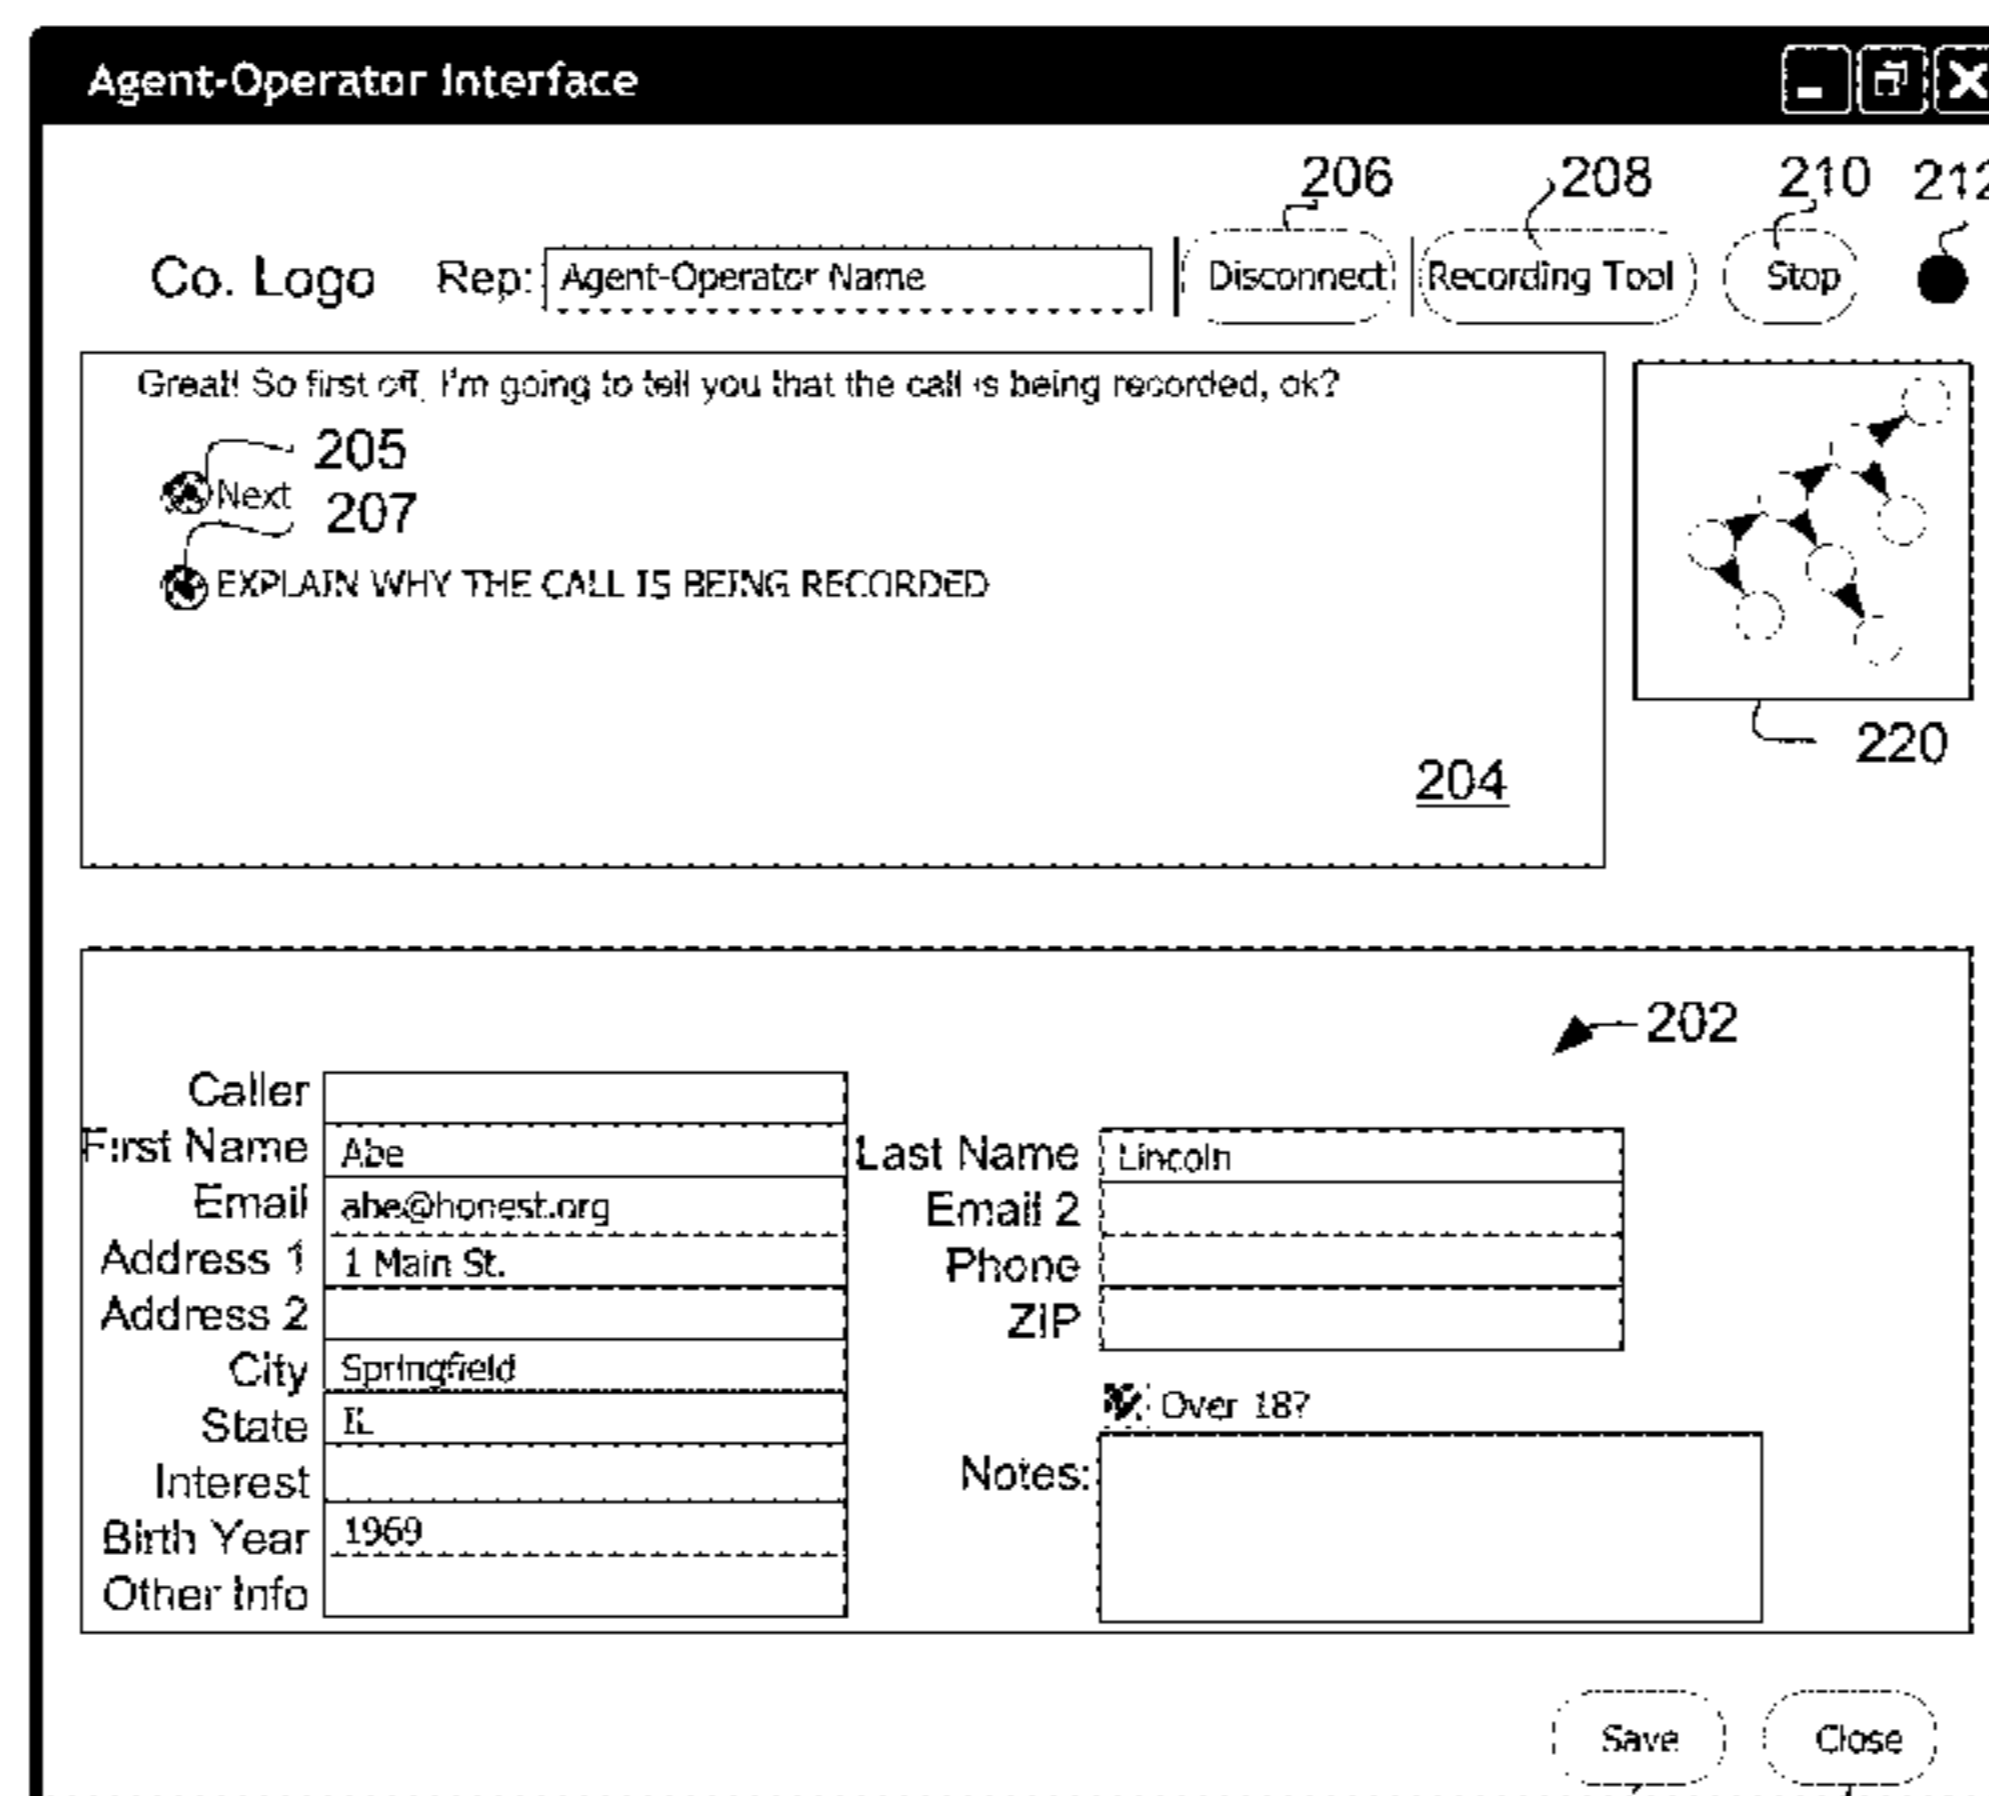 Agent-Operator Interface
206 208 210 212
Co. Logo Rep: Agent-Operator Name Disconnect Recording Tool Stop
Great! So first off, I'm going to tell you that the call is being recorded, ok?
205
Next
207
EXPLAIN WHY THE CALL IS BEING RECORDED
220
204
202
Caller
First Name Abe Last Name Lincoln
Email abe@honest.org Email 2
Address 1 1 Main St. Phone
Address 2 ZIP
City Springfield
Over 18?
State IL
Notes:
Interest
Birth Year 1969
Other Info
Save Close